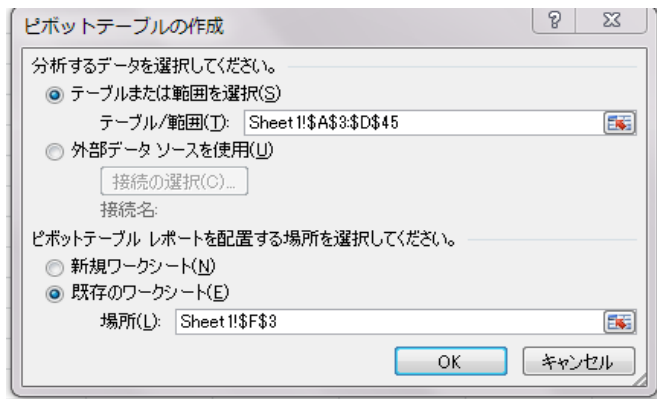 ピボットテーブルの作成
分析するデータを選択してください。
テーブルまたは範囲を選択(S)
テーブル/範囲(T): Sheet1!$A$3:$D$45
外部データ ソースを使用(U)
接続の選択(C)...
接続名:
ピボットテーブル レポートを配置する場所を選択してください。
新規ワークシート(N)
既存のワークシート(E)
場所(L): Sheet1!$F$3
OK キャンセル